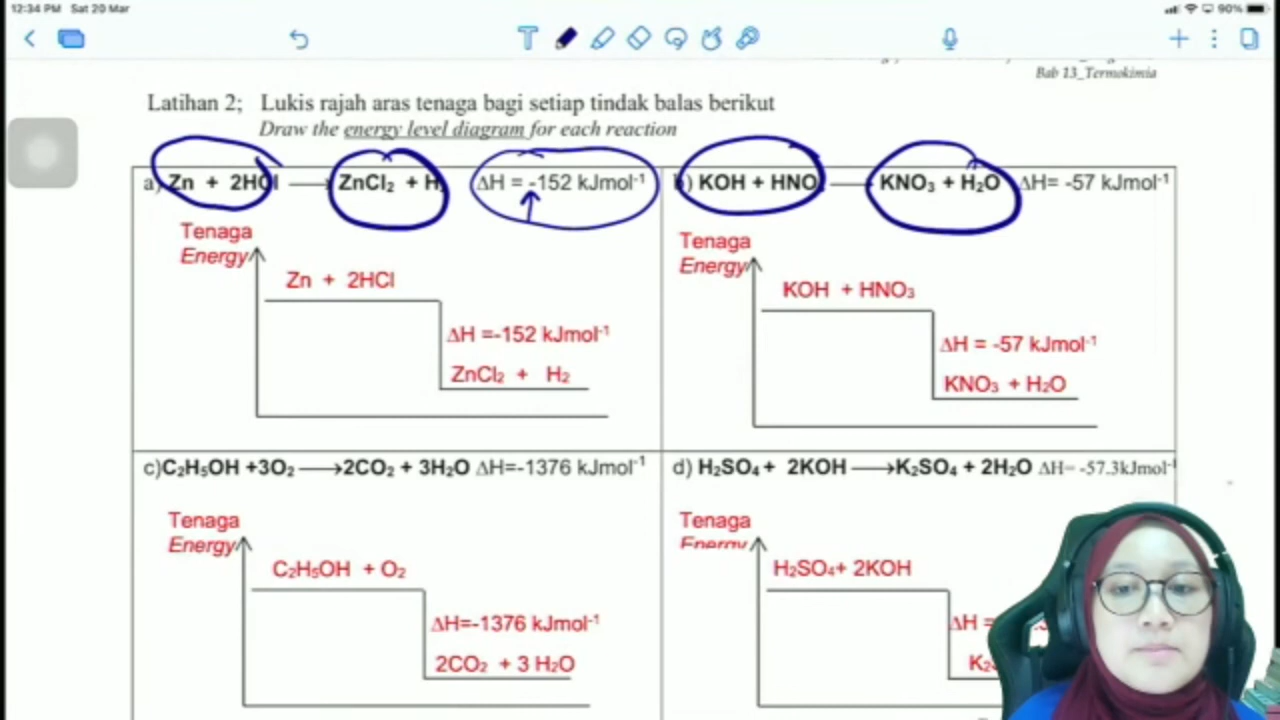 12:34 PM Sat 20 Mar
90%
Bab 13_Termokimia
Latihan 2; Lukis rajah aras tenaga bagi setiap tindak balas berikut
Draw the energy level diagram for each reaction
a) Zn + 2HCl ⟶ ZnCl₂ + H ΔH = -152 kJmol⁻¹
Tenaga
Energy
Zn + 2HCl
ΔH =-152 kJmol⁻¹
ZnCl₂ + H₂
b) KOH + HNO ⟶ KNO₃ + H₂O ΔH= -57 kJmol⁻¹
Tenaga
Energy
KOH + HNO₃
ΔH = -57 kJmol⁻¹
KNO₃ + H₂O
c)C₂H₅OH +3O₂ ⟶2CO₂ + 3H₂O ΔH=-1376 kJmol⁻¹
Tenaga
Energy
C₂H₅OH + O₂
ΔH=-1376 kJmol⁻¹
2CO₂ + 3 H₂O
d) H₂SO₄ + 2KOH ⟶K₂SO₄ + 2H₂O ΔH= -57.3kJmol⁻¹
Tenaga
Energy
H₂SO₄+ 2KOH
ΔH =